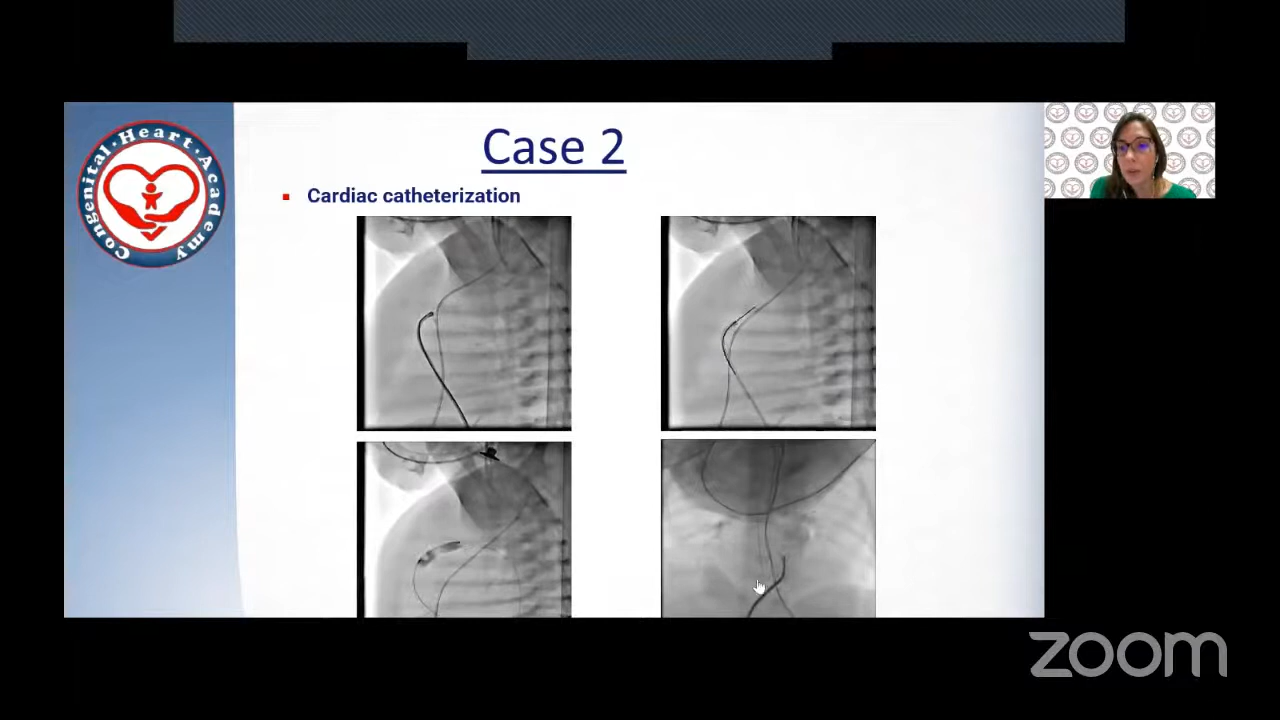 Congenital · Heart · Academy
Case 2
Cardiac catheterization
zoom